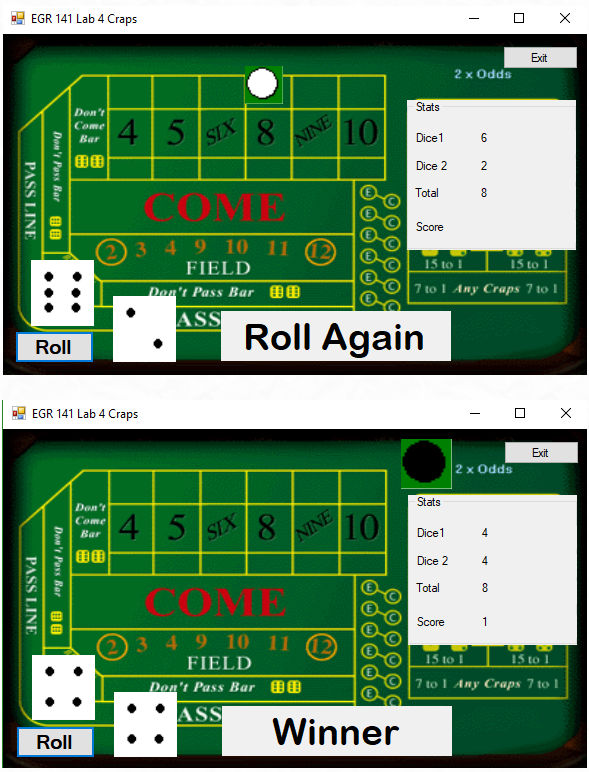 EGR 141 Lab 4 Craps
Exit
2 x Odds
Stats
Don't
Come
Bar
4 5 SIX 8 NINE 10
Dice1 6
Dice 2 2
Total 8
Score
PASS LINE
Don't Pass Bar
COME
E C
E C
E C
E C
E C
E C
E C
2 3 4 9 10 11 12
FIELD
15 to 1 15 to 1
Don't Pass Bar
7 to 1 Any Craps 7 to 1
ASS
Roll
Roll Again
EGR 141 Lab 4 Craps
Exit
2 x Odds
Stats
Don't
Come
Bar
4 5 SIX 8 NINE 10
Dice1 4
Dice 2 4
Total 8
Score 1
PASS LINE
Don't Pass Bar
COME
E C
E C
E C
E C
E C
E C
2 3 4 9 10 11 12
FIELD
15 to 1 15 to 1
Don't Pass Bar
7 to 1 Any Craps 7 to 1
ASS
Roll
Winner